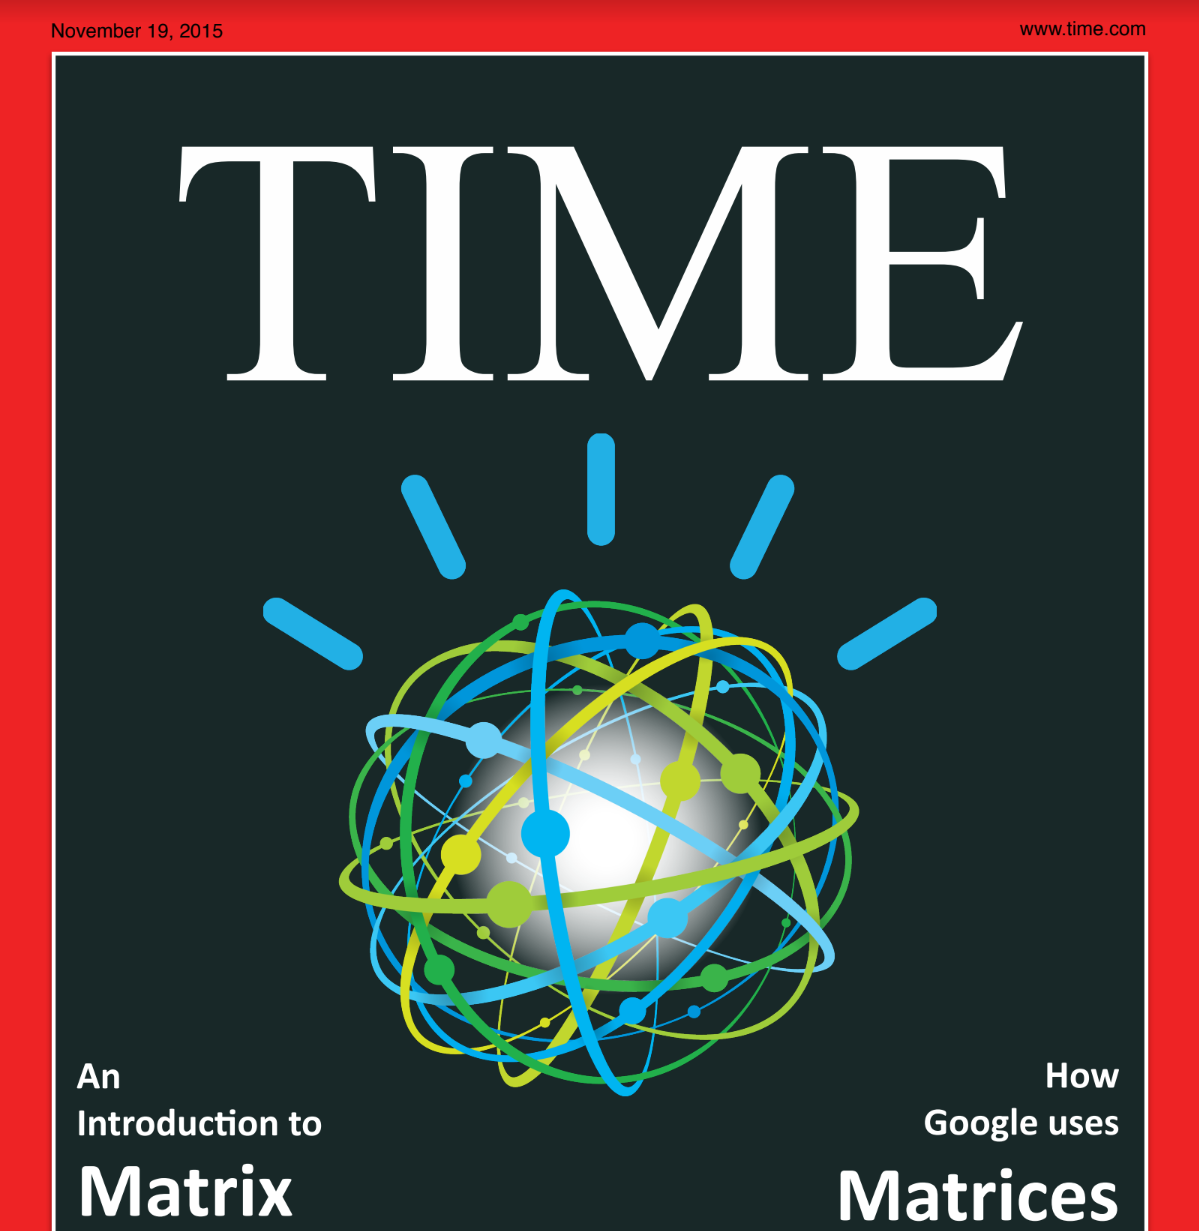 November 19, 2015
www.time.com
TIME
An
Introduction to
Matrix
How
Google uses
Matrices